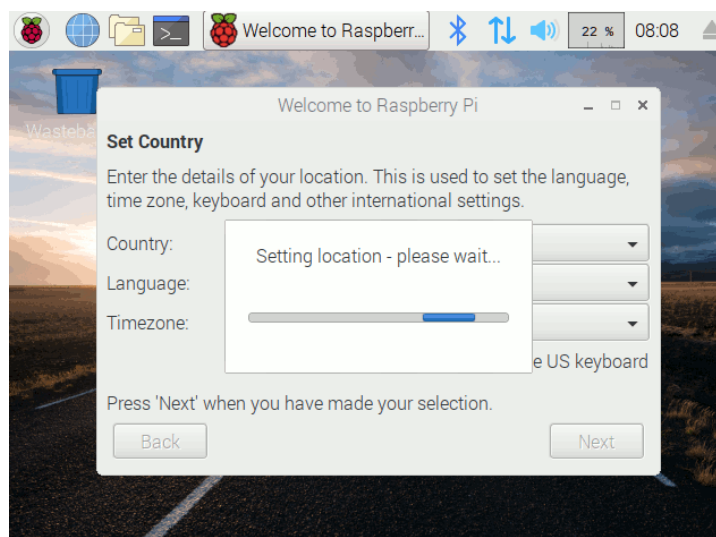 Welcome to Raspberr...
22 %
08:08
Welcome to Raspberry Pi
Set Country
Enter the details of your location. This is used to set the language,
time zone, keyboard and other international settings.
Country:
Setting location - please wait...
Language:
Timezone:
US keyboard
Press 'Next' when you have made your selection.
Back
Next